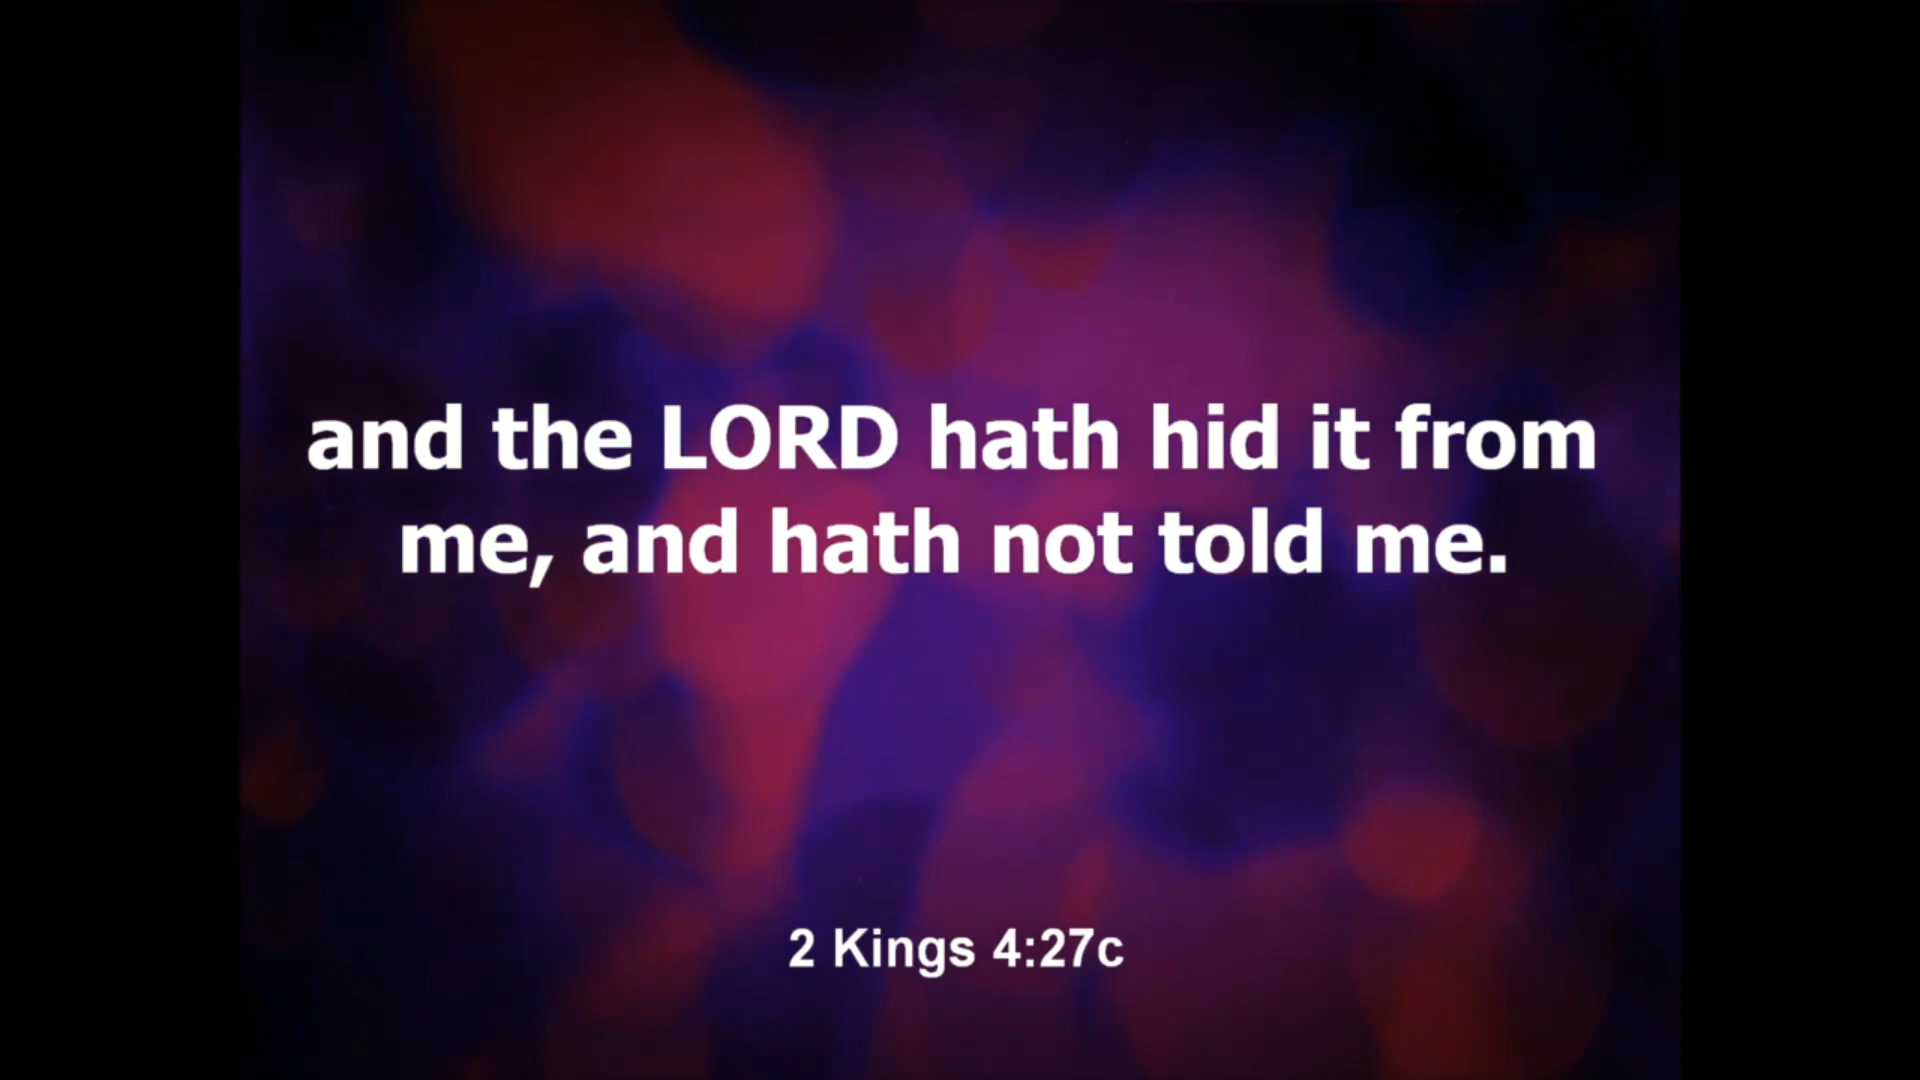 and the LORD hath hid it from
me, and hath not told me.
2 Kings 4:27c